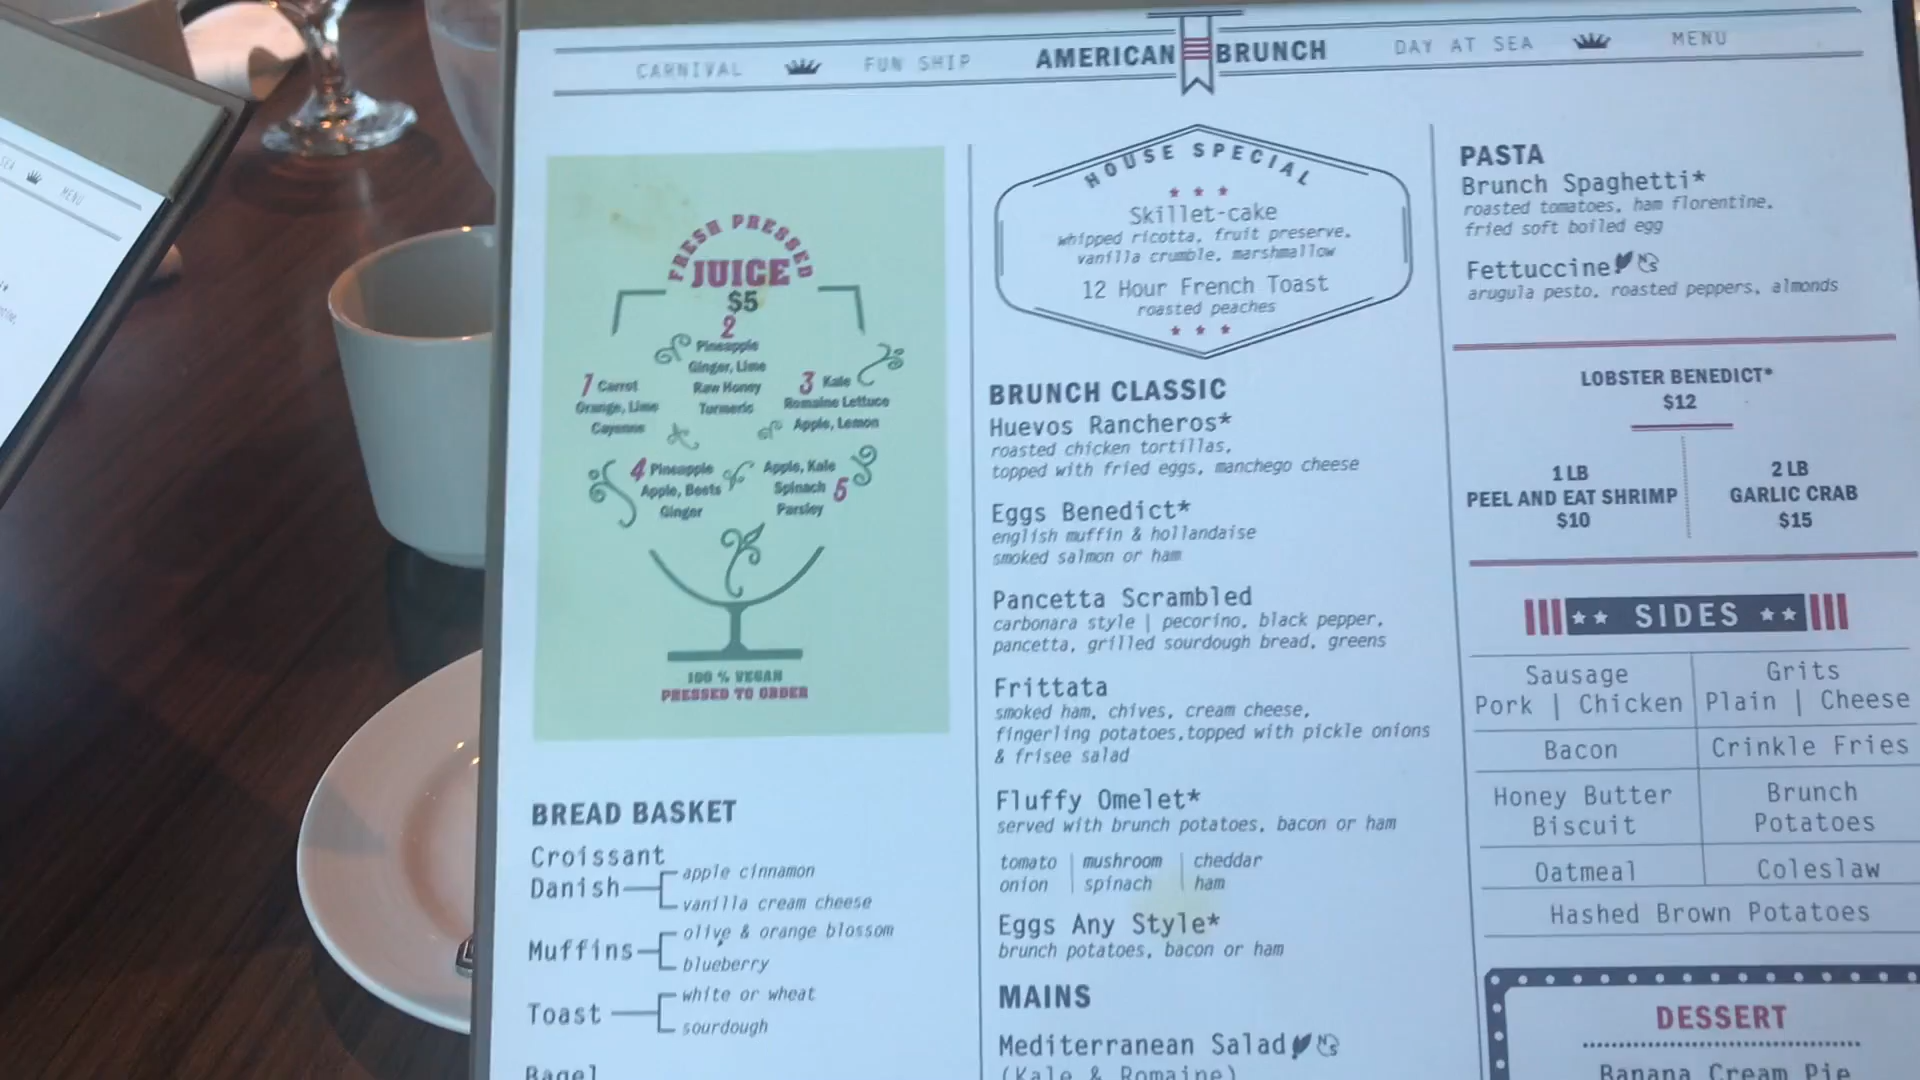 SEA MENU
CARNIVAL FUN SHIP AMERICAN BRUNCH DAY AT SEA MENU
FRESH PRESSED
JUICE
$5
2
Pineapple
Ginger, Lime
Raw Honey
Turmeric
1 Carrot
Orange, Lime
Cayenne
3 Kale
Romaine Lettuce
Apple, Lemon
4 Pineapple
Apple, Beets
Ginger
Apple, Kale
Spinach 5
Parsley
100 % VEGAN
PRESSED TO ORDER
BREAD BASKET
Croissant
Danish
apple cinnamon
vanilla cream cheese
Muffins
olive & orange blossom
blueberry
Toast
white or wheat
sourdough
Bagel
HOUSE SPECIAL
Skillet-cake
whipped ricotta, fruit preserve,
vanilla crumble, marshmallow
12 Hour French Toast
roasted peaches
BRUNCH CLASSIC
Huevos Rancheros*
roasted chicken tortillas,
topped with fried eggs, manchego cheese
Eggs Benedict*
english muffin & hollandaise
smoked salmon or ham
Pancetta Scrambled
carbonara style | pecorino, black pepper,
pancetta, grilled sourdough bread, greens
Frittata
smoked ham, chives, cream cheese,
fingerling potatoes,topped with pickle onions
& frisee salad
Fluffy Omelet*
served with brunch potatoes, bacon or ham
tomato | mushroom | cheddar
onion | spinach | ham
Eggs Any Style*
brunch potatoes, bacon or ham
MAINS
Mediterranean Salad
(Kale & Romaine)
PASTA
Brunch Spaghetti*
roasted tomatoes, ham florentine,
fried soft boiled egg
Fettuccine
arugula pesto, roasted peppers, almonds
LOBSTER BENEDICT*
$12
1 LB
PEEL AND EAT SHRIMP
$10
2 LB
GARLIC CRAB
$15
SIDES
Sausage
Pork | Chicken
Grits
Plain | Cheese
Bacon
Crinkle Fries
Honey Butter
Biscuit
Brunch
Potatoes
Oatmeal
Coleslaw
Hashed Brown Potatoes
DESSERT
Banana Cream Pie